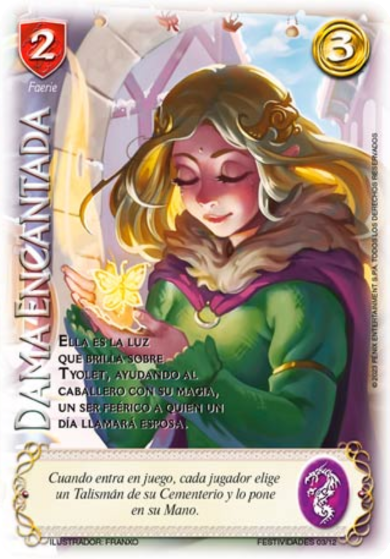 2
3
Faerie
DAMA ENCANTADA
ELLA ES LA LUZ
QUE BRILLA SOBRE
TYOLET, AYUDANDO AL
CABALLERO CON SU MAGIA,
UN SER FEÉRICO A QUIEN UN
DÍA LLAMARÁ ESPOSA.
Cuando entra en juego, cada jugador elige
un Talismán de su Cementerio y lo pone
en su Mano.
ILUSTRADOR: FRANXO
FESTIVIDADES 03/12
© 2023 FENIX ENTERTAINMENT S.P.A. TODOS LOS DERECHOS RESERVADOS